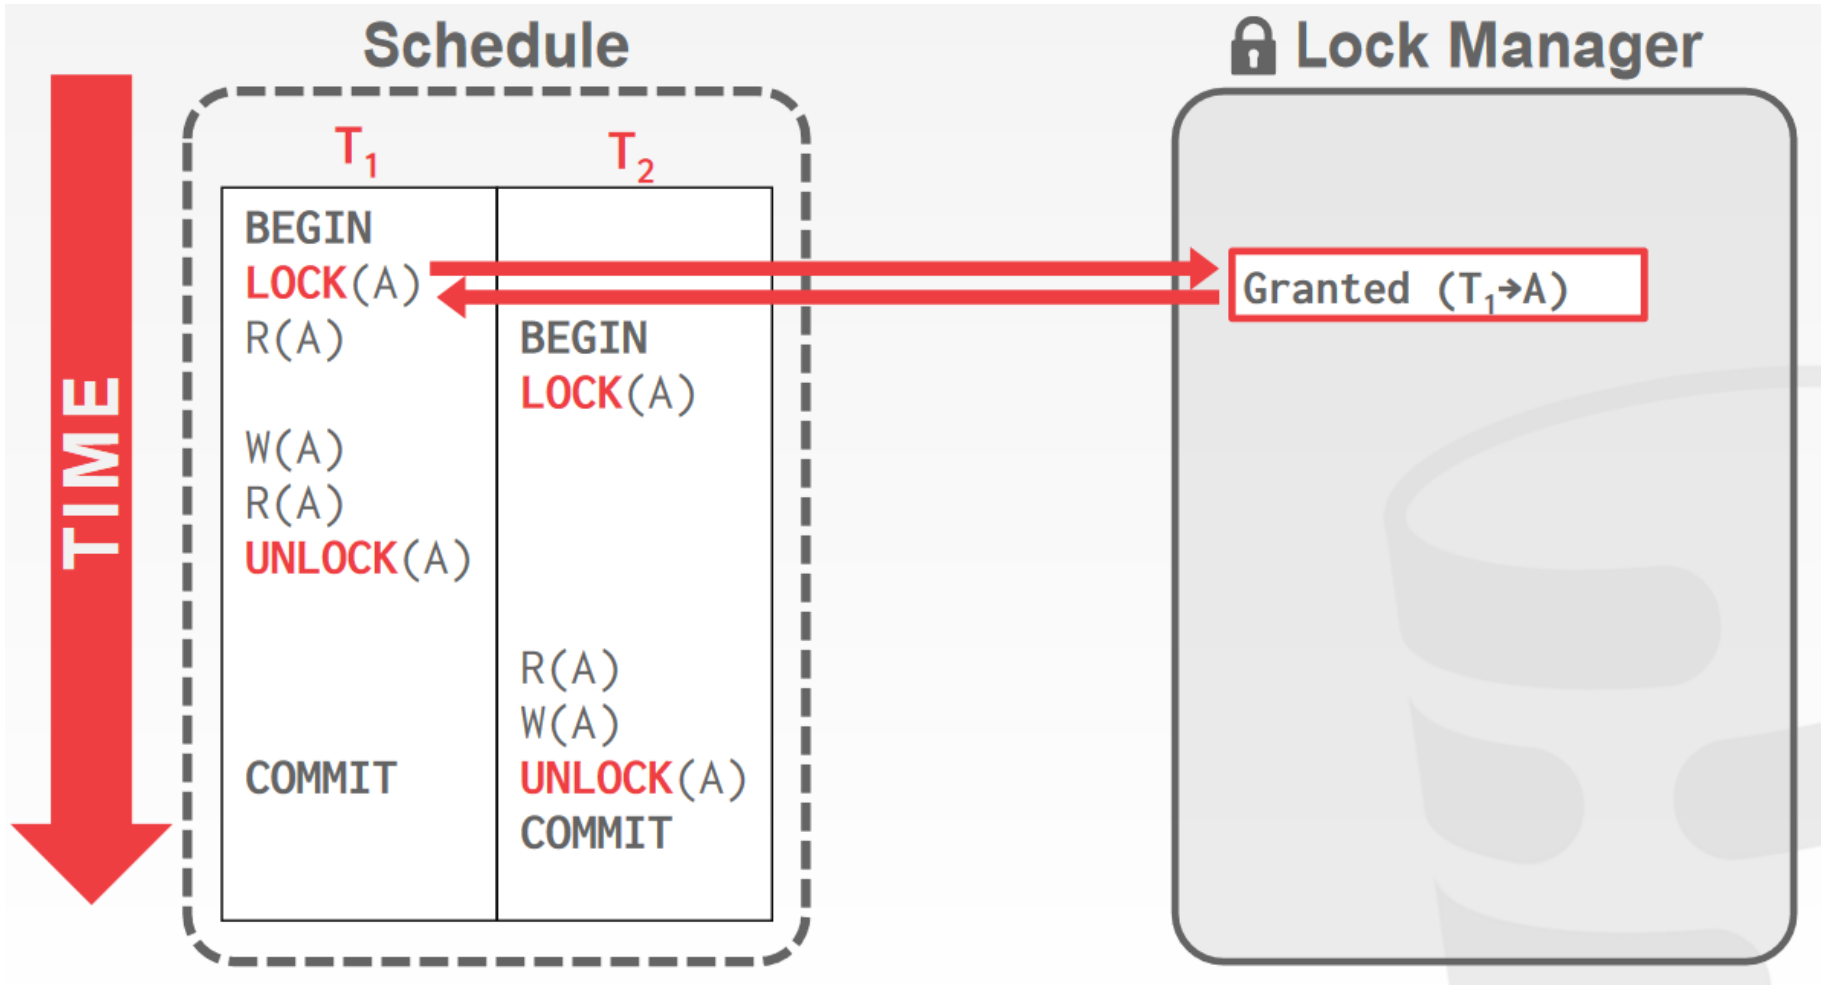 Schedule
Lock Manager
TIME
T1
T2
BEGIN
LOCK(A)
Granted (T1→A)
R(A)
BEGIN
LOCK(A)
W(A)
R(A)
UNLOCK(A)
R(A)
W(A)
COMMIT
UNLOCK(A)
COMMIT